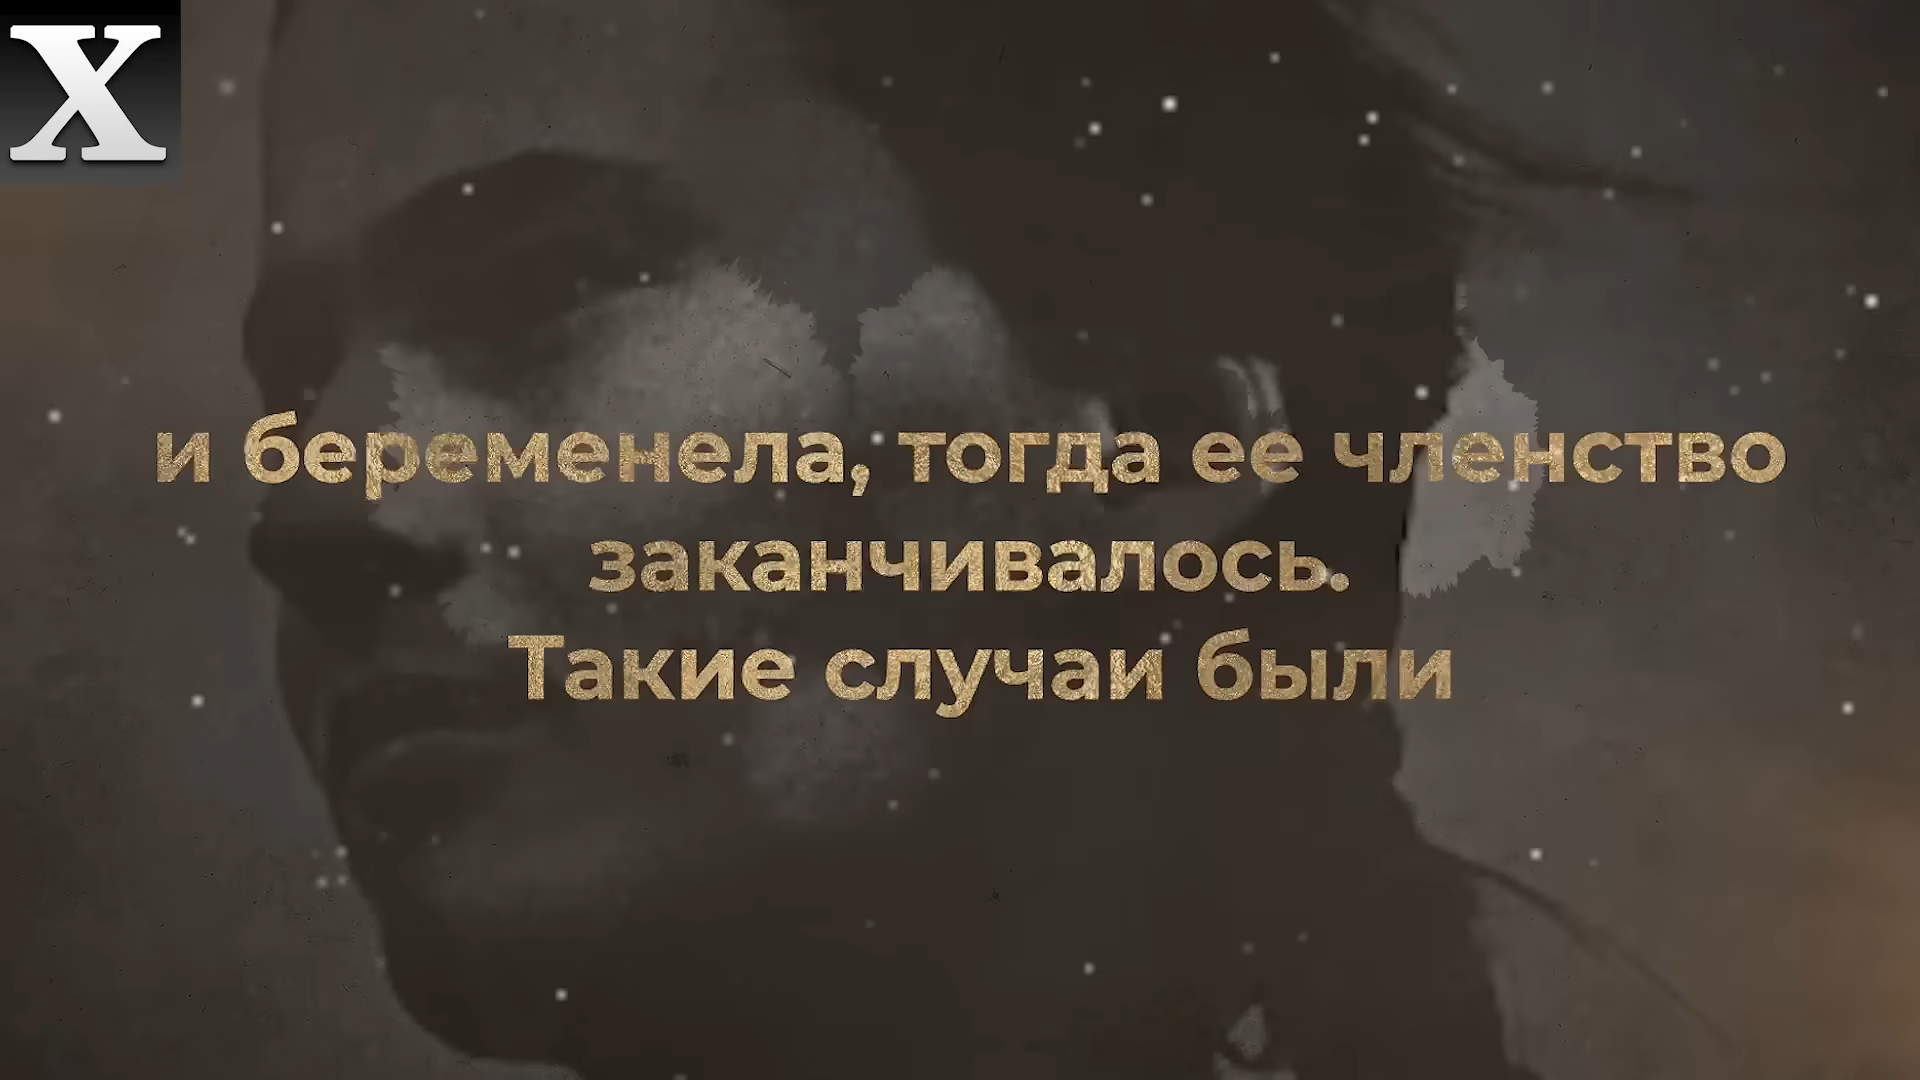 X
и беременела, тогда ее членство
заканчивалось.
Такие случаи были